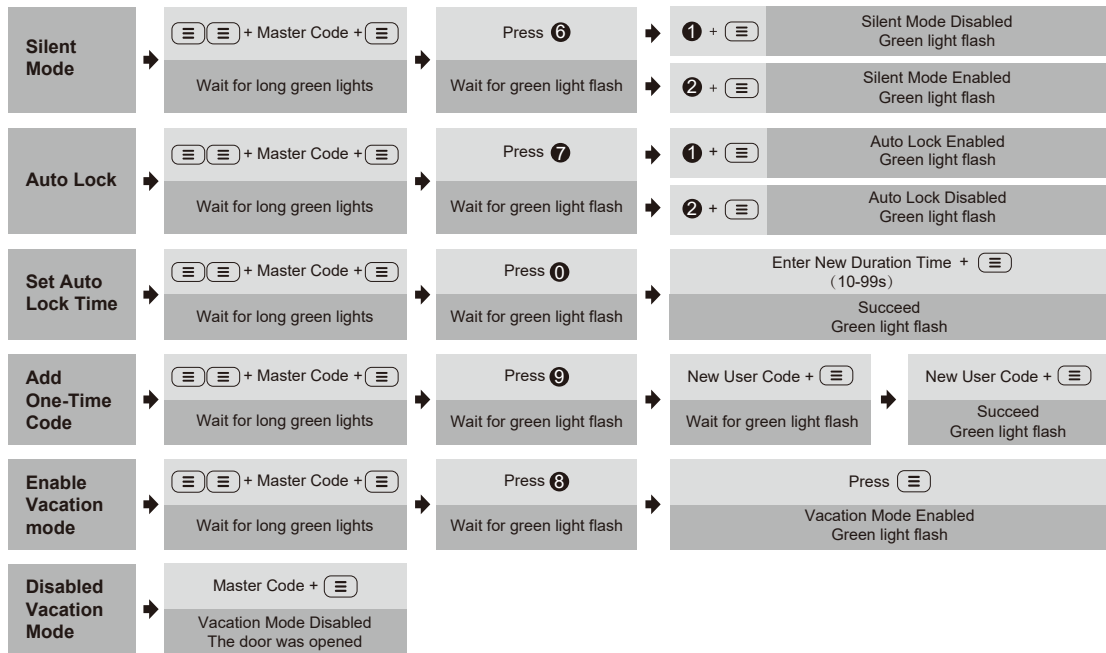 Silent
Mode
☰ ☰ + Master Code + ☰
Wait for long green lights
Press 6
Wait for green light flash
1 + ☰
Silent Mode Disabled
Green light flash
2 + ☰
Silent Mode Enabled
Green light flash
Auto Lock
☰ ☰ + Master Code + ☰
Wait for long green lights
Press 7
Wait for green light flash
1 + ☰
Auto Lock Enabled
Green light flash
2 + ☰
Auto Lock Disabled
Green light flash
Set Auto
Lock Time
☰ ☰ + Master Code + ☰
Wait for long green lights
Press 0
Wait for green light flash
Enter New Duration Time + ☰
（10-99s）
Succeed
Green light flash
Add
One-Time
Code
☰ ☰ + Master Code + ☰
Wait for long green lights
Press 9
Wait for green light flash
New User Code + ☰
Wait for green light flash
New User Code + ☰
Succeed
Green light flash
Enable
Vacation
mode
☰ ☰ + Master Code + ☰
Wait for long green lights
Press 8
Wait for green light flash
Press ☰
Vacation Mode Enabled
Green light flash
Disabled
Vacation
Mode
Master Code + ☰
Vacation Mode Disabled
The door was opened